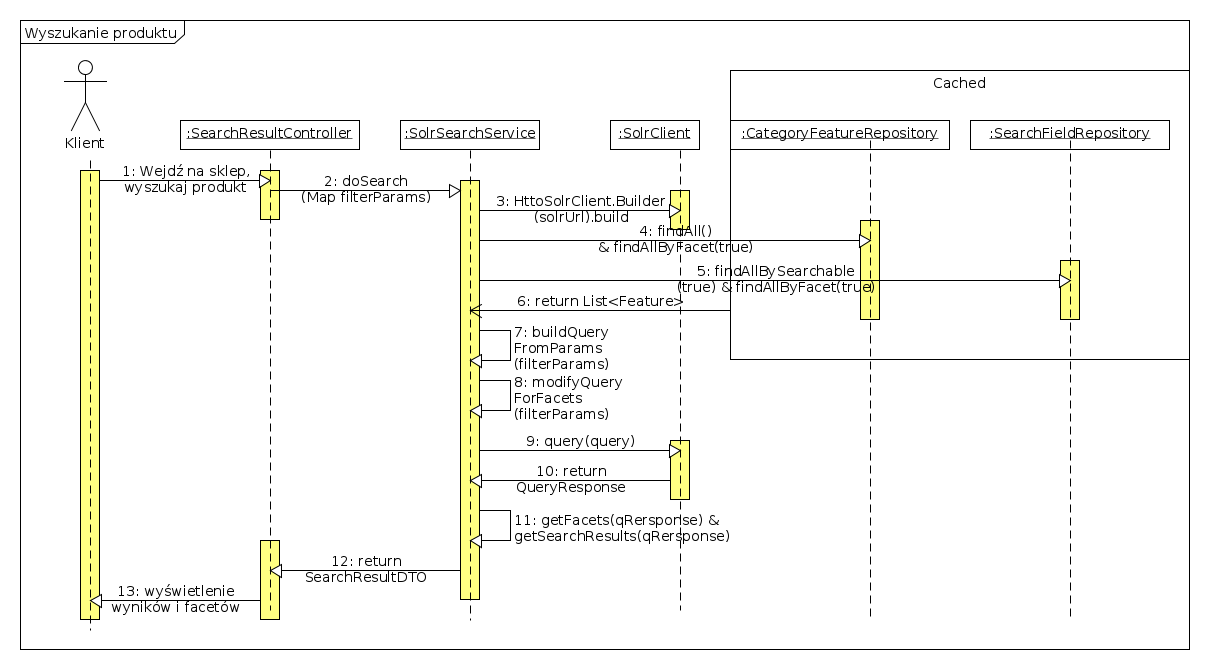 Wyszukanie produktu
Cached
Klient
:SearchResultController
:SolrSearchService
:SolrClient
:CategoryFeatureRepository
:SearchFieldRepository
1: Wejdź na sklep,
wyszukaj produkt
2: doSearch
(Map filterParams)
3: HttoSolrClient.Builder
(solrUrl).build
4: findAll()
& findAllByFacet(true)
5: findAllBySearchable
(true) & findAllByFacet(true)
6: return List<Feature>
7: buildQuery
FromParams
(filterParams)
8: modifyQuery
ForFacets
(filterParams)
9: query(query)
10: return
QueryResponse
11: getFacets(qRersponse) &
getSearchResults(qRersponse)
12: return
SearchResultDTO
13: wyświetlenie
wyników i facetów